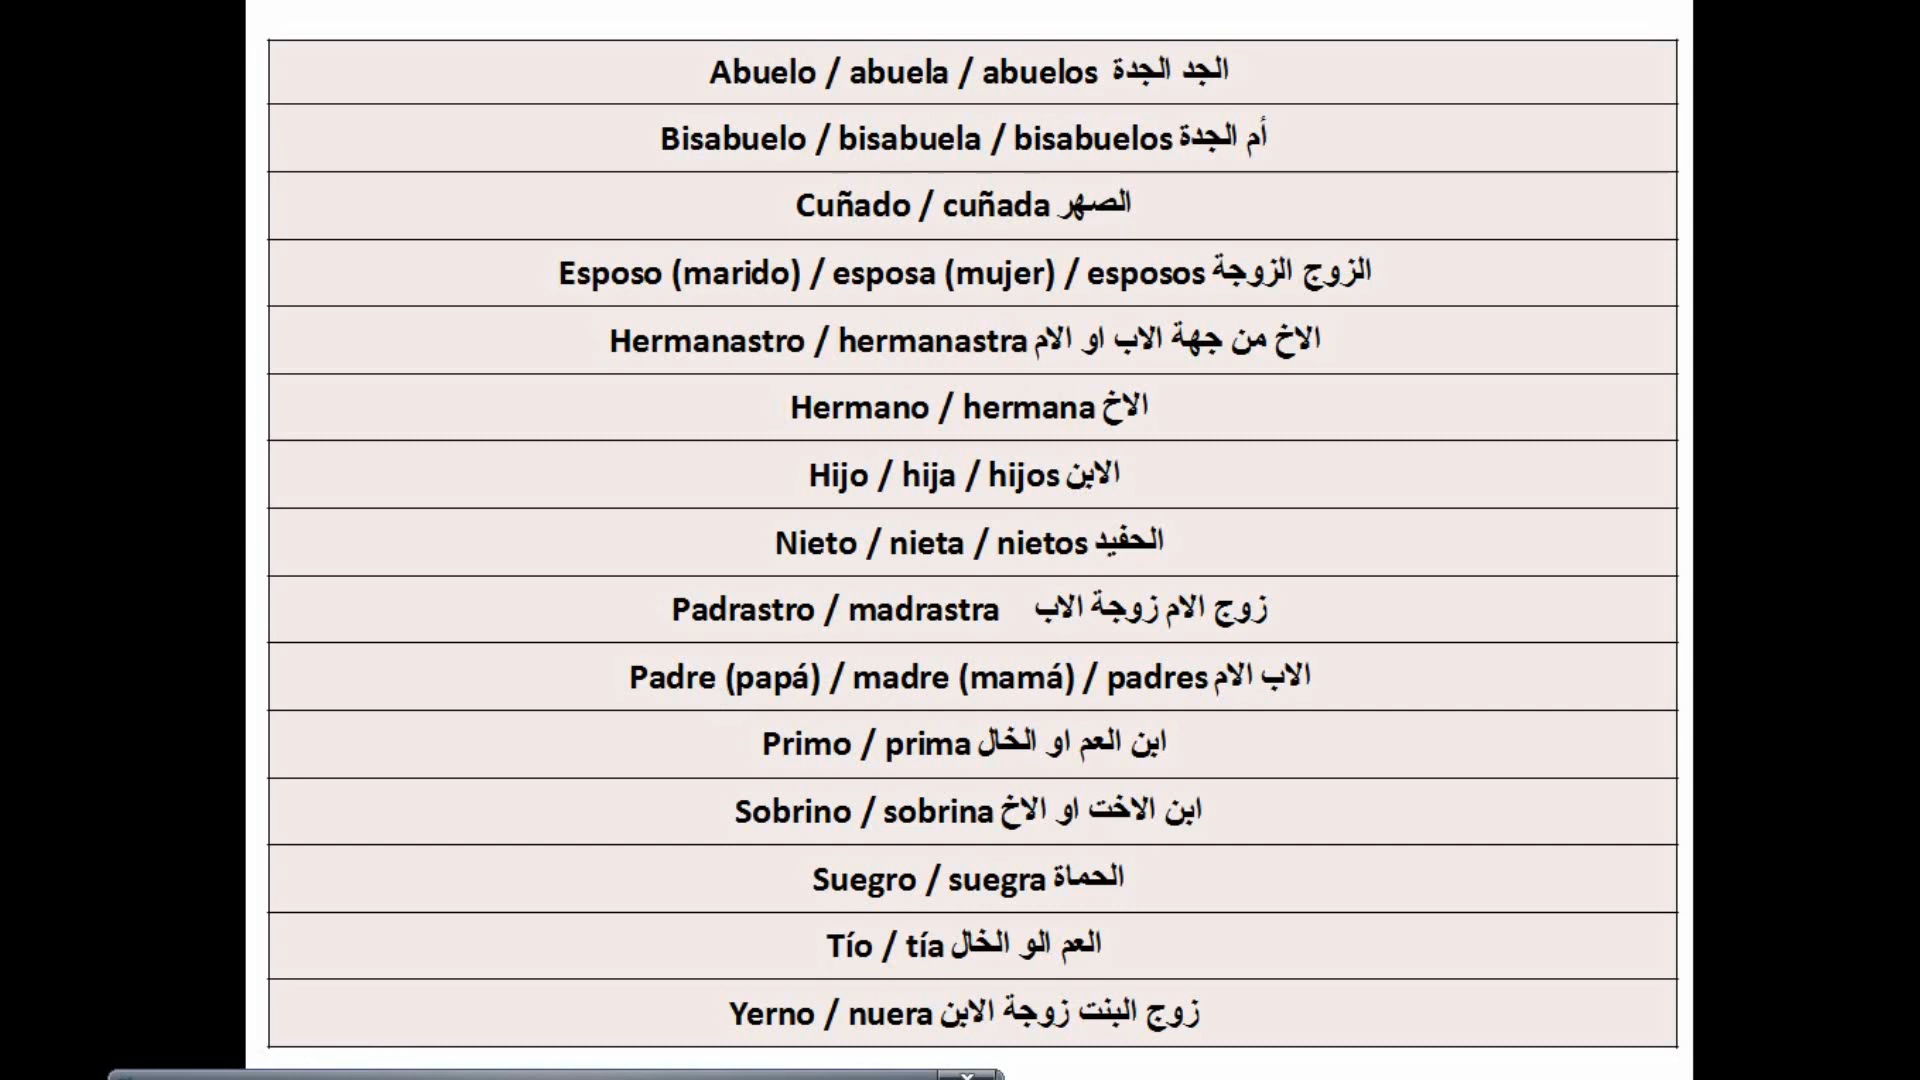 Abuelo / abuela / abuelos الجد الجدة
Bisabuelo / bisabuela / bisabuelos أم الجدة
Cuñado / cuñada الصهر
Esposo (marido) / esposa (mujer) / esposos الزوج الزوجة
Hermanastro / hermanastra الاخ من جهة الاب او الام
Hermano / hermana الاخ
Hijo / hija / hijos الابن
Nieto / nieta / nietos الحفيد
Padrastro / madrastra زوج الام زوجة الاب
Padre (papá) / madre (mamá) / padres الاب الام
Primo / prima ابن العم او الخال
Sobrino / sobrina ابن الاخت او الاخ
Suegro / suegra الحماة
Tío / tía العم الو الخال
Yerno / nuera زوج البنت زوجة الابن